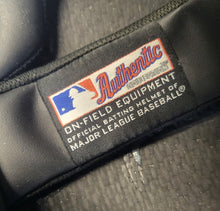 Authentic
ON-FIELD EQUIPMENT
OFFICIAL BATTING HELMET OF
MAJOR LEAGUE BASEBALL®